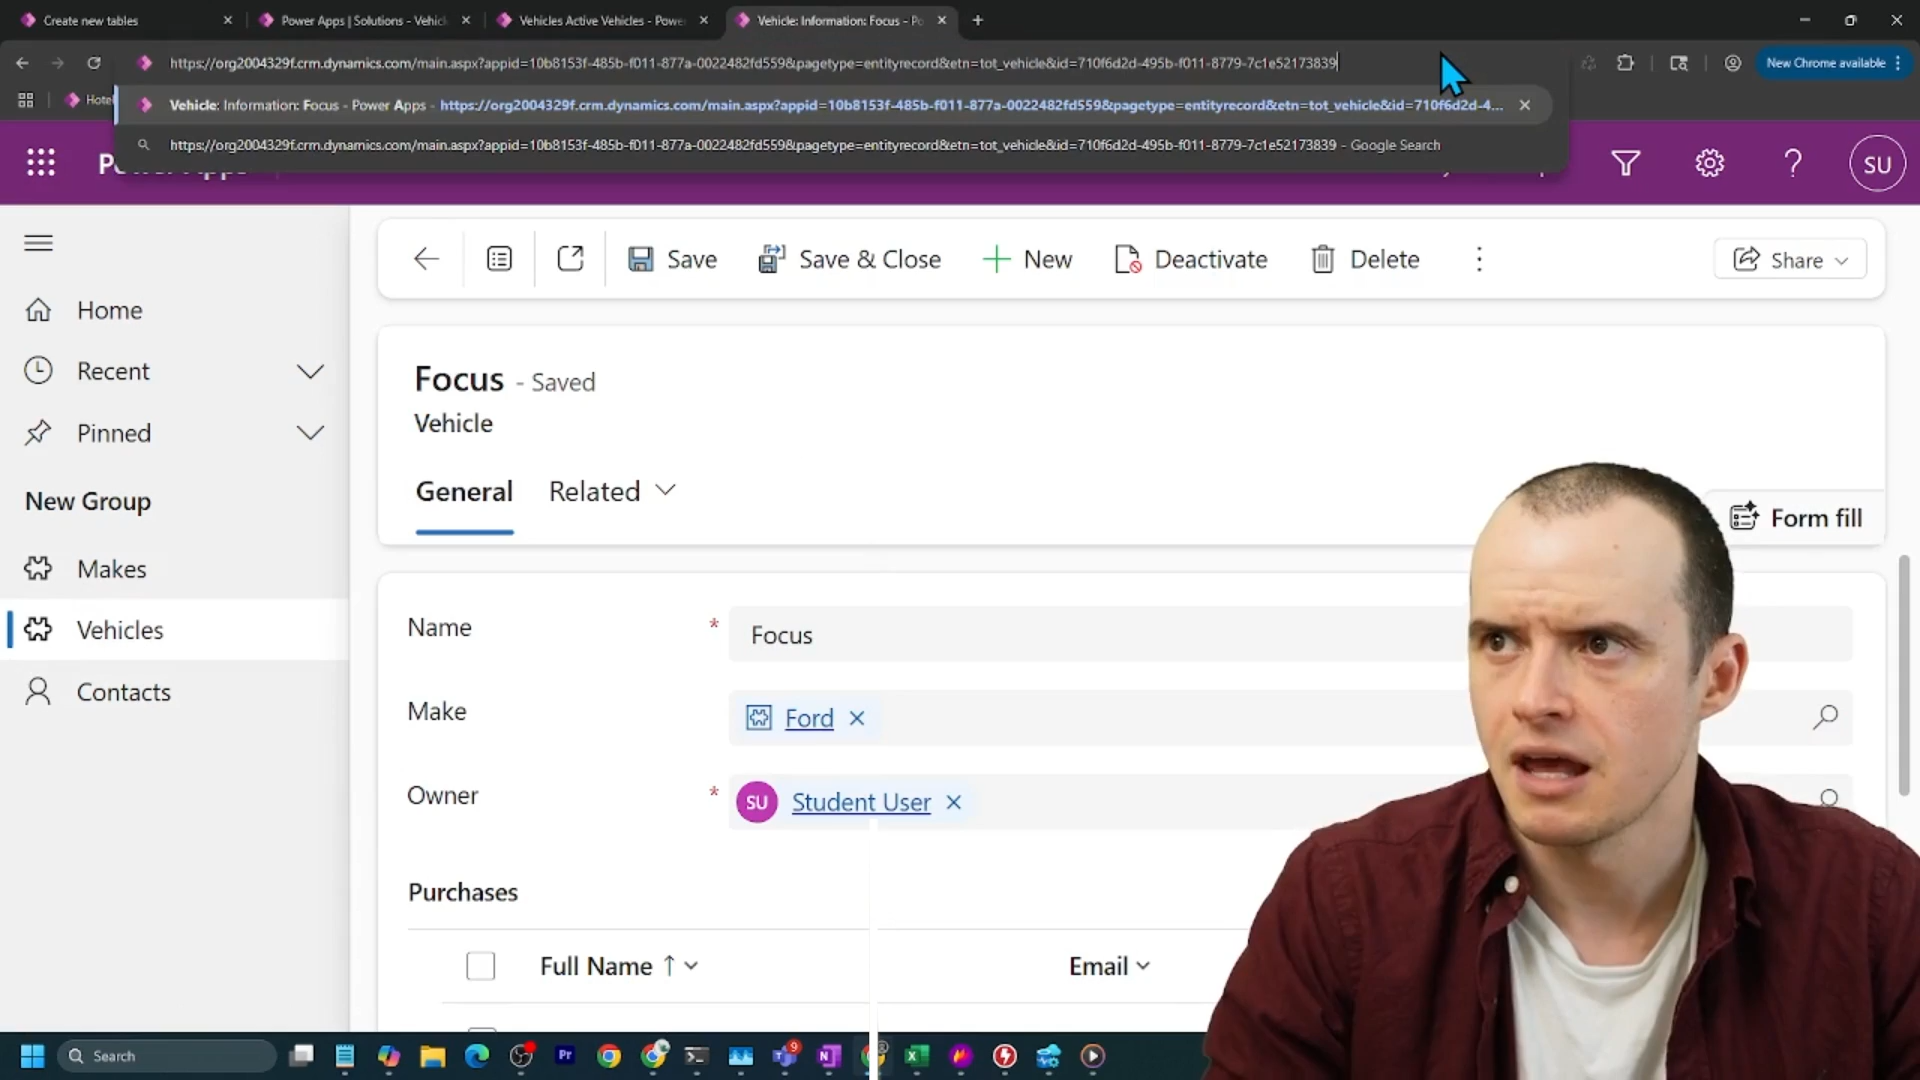 Create new tables
Power Apps | Solutions - Vehicl
Vehicles Active Vehicles - Powe
Vehicle: Information: Focus - Po
https://org2004329f.crm.dynamics.com/main.aspx?appid=10b8153f-485b-f011-877a-0022482fd559&pagetype=entityrecord&etn=tot_vehicle&id=710f6d2d-495b-f011-8779-7c1e52173839
New Chrome available
Hote
Vehicle: Information: Focus - Power Apps - https://org2004329f.crm.dynamics.com/main.aspx?appid=10b8153f-485b-f011-877a-0022482fd559&pagetype=entityrecord&etn=tot_vehicle&id=710f6d2d-4...
https://org2004329f.crm.dynamics.com/main.aspx?appid=10b8153f-485b-f011-877a-0022482fd559&pagetype=entityrecord&etn=tot_vehicle&id=710f6d2d-495b-f011-8779-7c1e52173839 - Google Search
SU
Save
Save & Close
New
Deactivate
Delete
Share
Home
Recent
Pinned
New Group
Makes
Vehicles
Contacts
Focus - Saved
Vehicle
General
Related
Form fill
Name *
Focus
Make
Ford
Owner *
SU Student User
Purchases
Full Name ↑
Email
Search
Pr
9